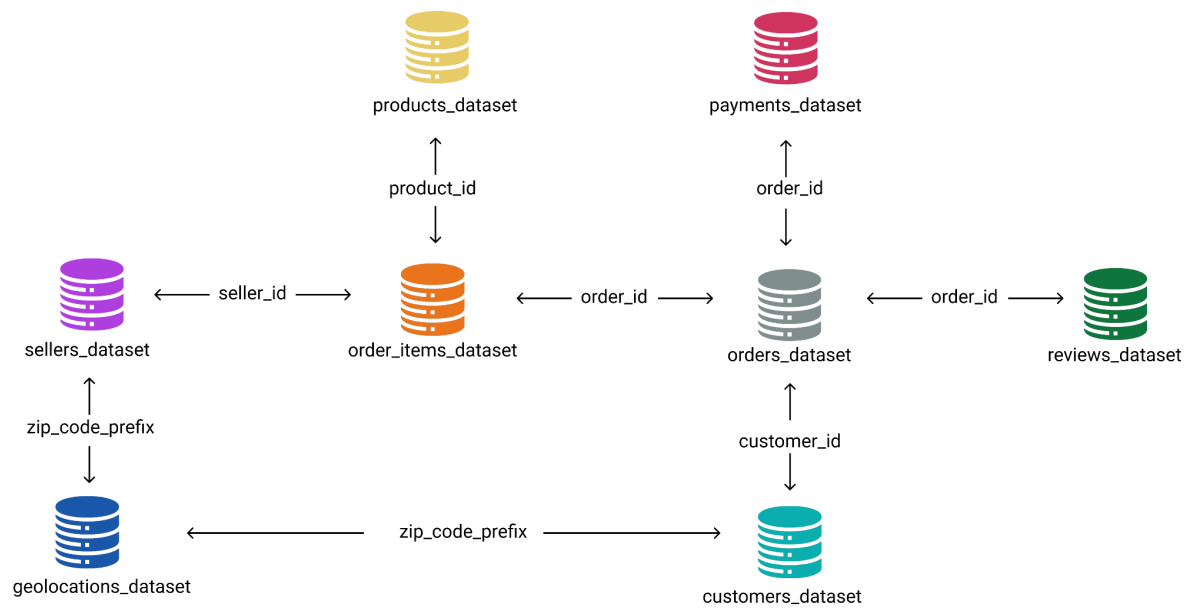 products_dataset
payments_dataset
product_id
order_id
seller_id
order_id
order_id
sellers_dataset
order_items_dataset
orders_dataset
reviews_dataset
zip_code_prefix
customer_id
zip_code_prefix
geolocations_dataset
customers_dataset